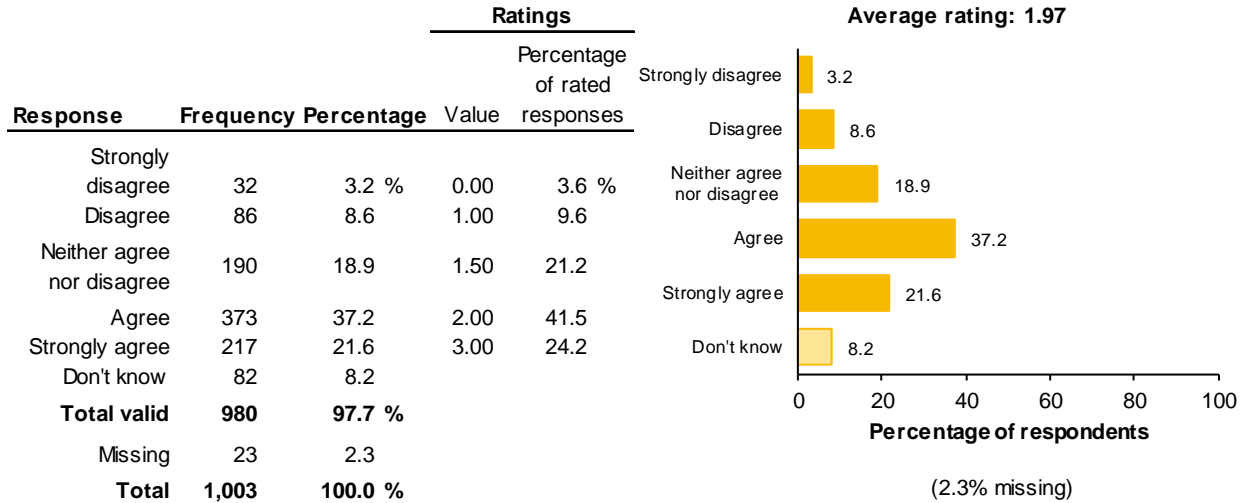 Ratings
Response Frequency Percentage Value Percentage of rated responses
Strongly disagree 32 3.2 % 0.00 3.6 %
Disagree 86 8.6 1.00 9.6
Neither agree nor disagree 190 18.9 1.50 21.2
Agree 373 37.2 2.00 41.5
Strongly agree 217 21.6 3.00 24.2
Don't know 82 8.2
Total valid 980 97.7 %
Missing 23 2.3
Total 1,003 100.0 %
Average rating: 1.97
Strongly disagree 3.2
Disagree 8.6
Neither agree
nor disagree 18.9
Agree 37.2
Strongly agree 21.6
Don't know 8.2
0 20 40 60 80 100
Percentage of respondents
(2.3% missing)